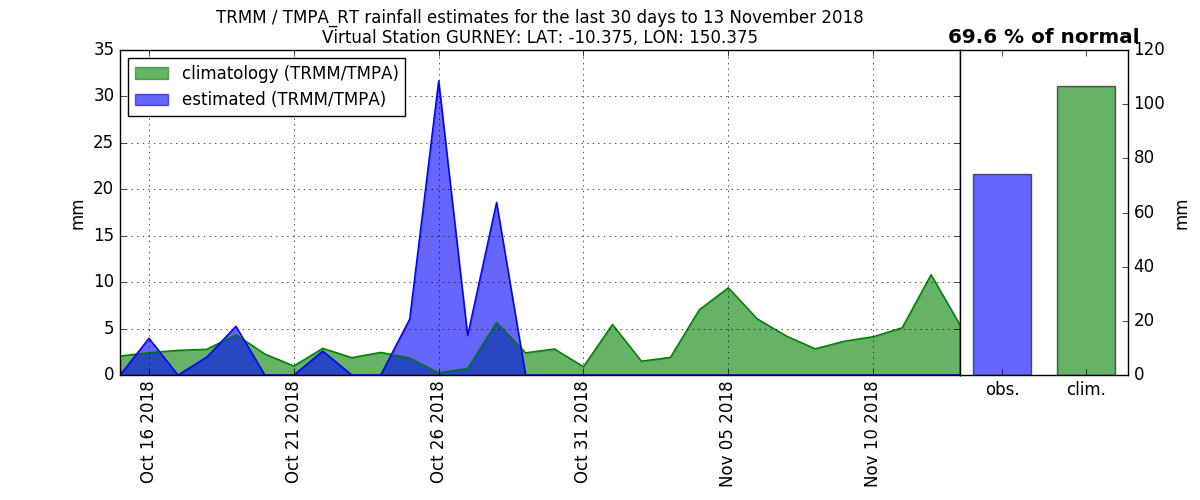 TRMM / TMPA_RT rainfall estimates for the last 30 days to 13 November 2018
Virtual Station GURNEY: LAT: -10.375, LON: 150.375
69.6 % of normal
climatology (TRMM/TMPA)
estimated (TRMM/TMPA)
mm
35
30
25
20
15
10
5
0
Oct 16 2018
Oct 21 2018
Oct 26 2018
Oct 31 2018
Nov 05 2018
Nov 10 2018
obs.
clim.
120
100
80
60
40
20
0
mm